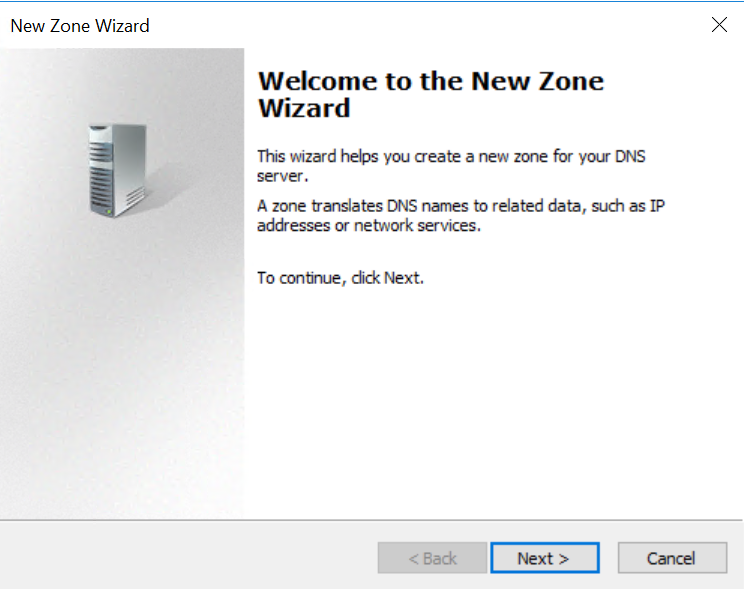 New Zone Wizard
Welcome to the New Zone
Wizard
This wizard helps you create a new zone for your DNS
server.
A zone translates DNS names to related data, such as IP
addresses or network services.
To continue, click Next.
< Back
Next >
Cancel